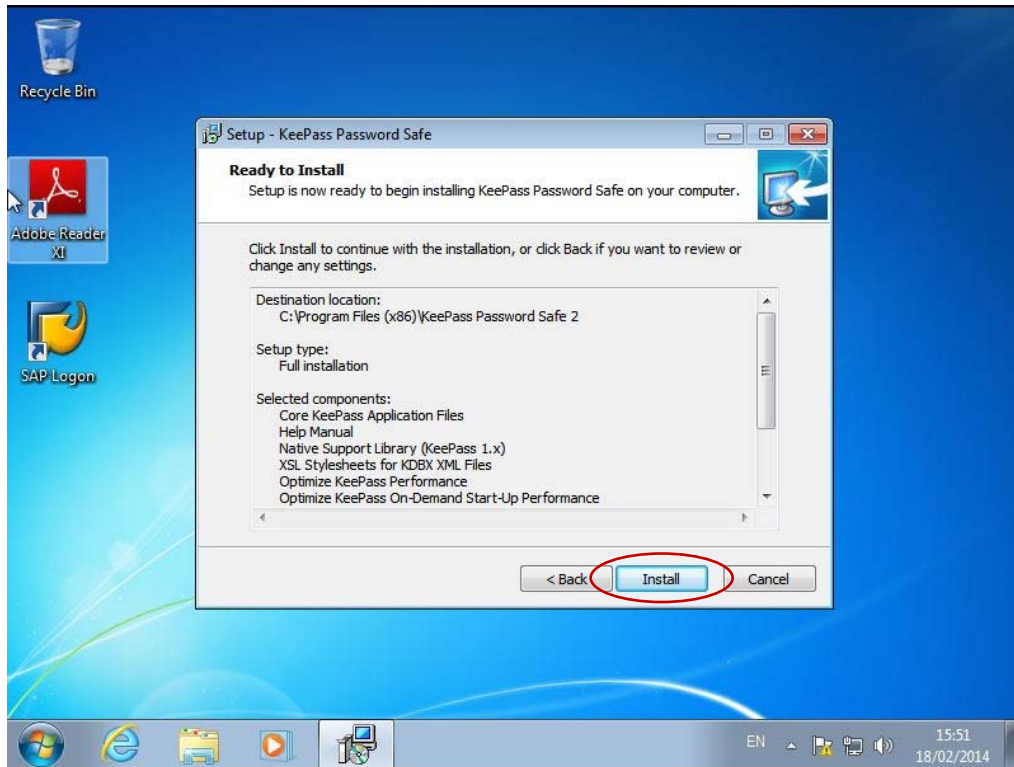 Recycle Bin
Adobe Reader
XI
SAP Logon
Setup - KeePass Password Safe
Ready to Install
Setup is now ready to begin installing KeePass Password Safe on your computer.
Click Install to continue with the installation, or click Back if you want to review or
change any settings.
Destination location:
C:\Program Files (x86)\KeePass Password Safe 2
Setup type:
Full installation
Selected components:
Core KeePass Application Files
Help Manual
Native Support Library (KeePass 1.x)
XSL Stylesheets for KDBX XML Files
Optimize KeePass Performance
Optimize KeePass On-Demand Start-Up Performance
< Back Install Cancel
EN 15:51
18/02/2014